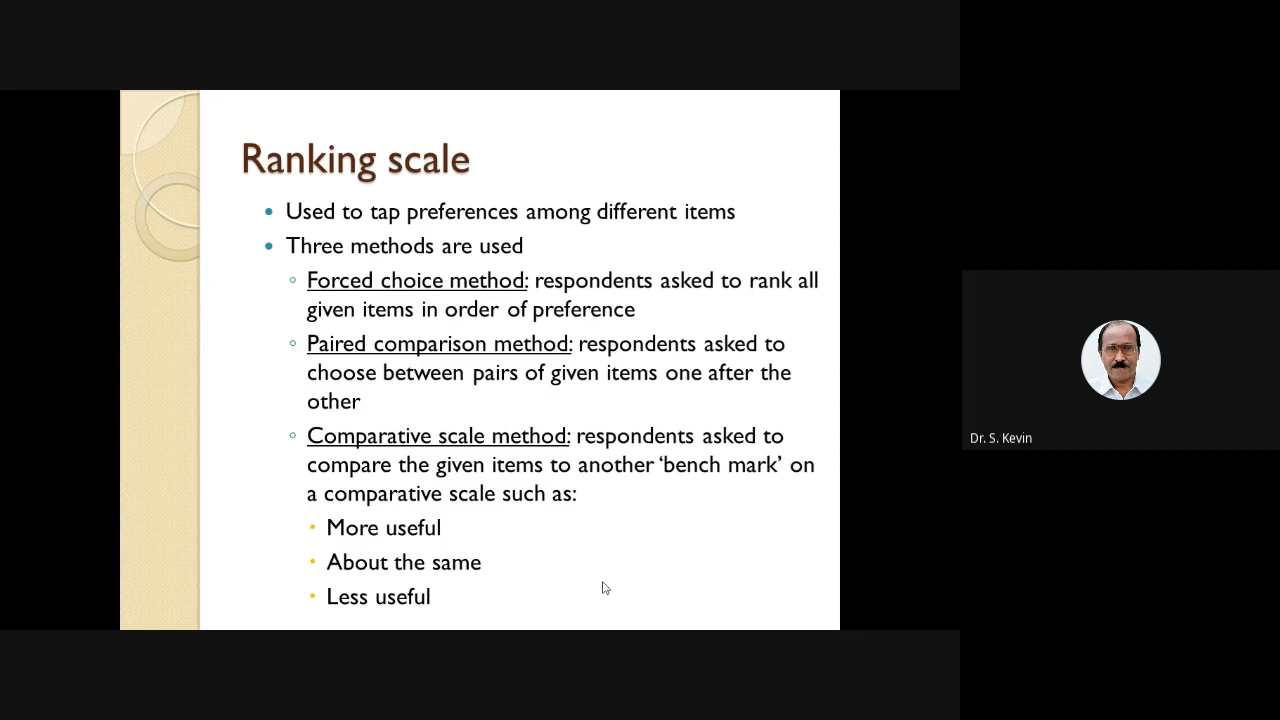 Ranking scale
Used to tap preferences among different items
Three methods are used
Forced choice method: respondents asked to rank all
given items in order of preference
Paired comparison method: respondents asked to
choose between pairs of given items one after the
other
Comparative scale method: respondents asked to
compare the given items to another ‘bench mark’ on
a comparative scale such as:
More useful
About the same
Less useful
Dr. S. Kevin